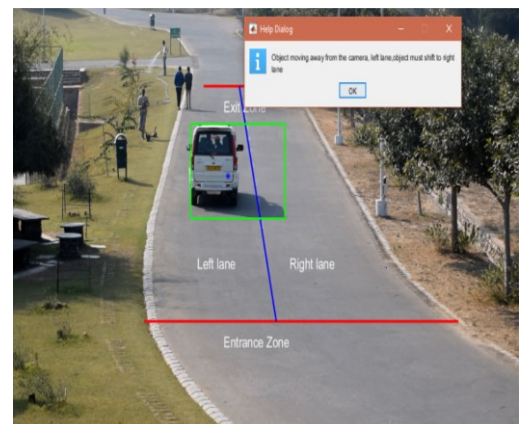 Help Dialog
Object moving away from the camera, left lane,object must shift to right
lane
OK
Exit Zone
Left lane
Right lane
Entrance Zone